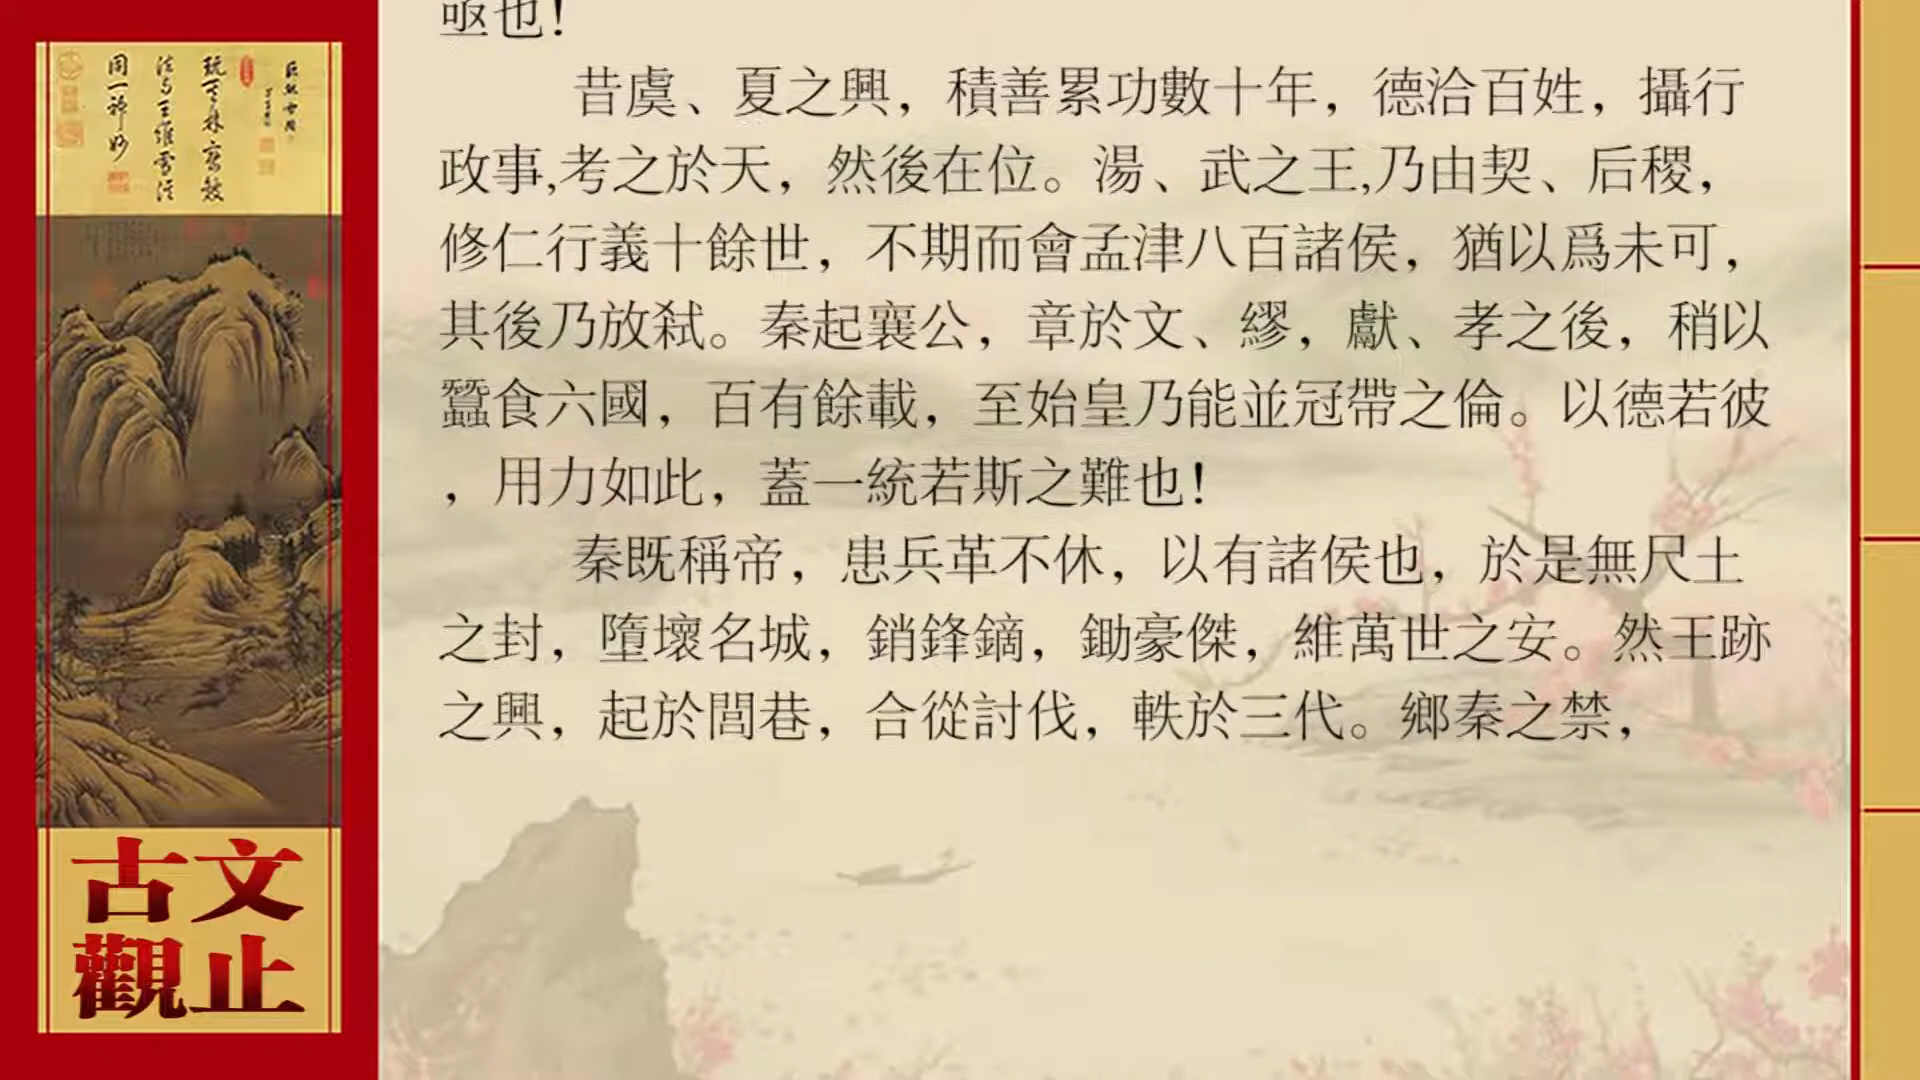 亟也！
昔虞、夏之興，積善累功數十年，德洽百姓，攝行
政事,考之於天，然後在位。湯、武之王,乃由契、后稷，
修仁行義十餘世，不期而會孟津八百諸侯，猶以爲未可，
其後乃放弑。秦起襄公，章於文、繆，獻、孝之後，稍以
蠶食六國，百有餘載，至始皇乃能並冠帶之倫。以德若彼
，用力如此，蓋一統若斯之難也！
秦既稱帝，患兵革不休，以有諸侯也，於是無尺土
之封，墮壞名城，銷鋒鏑，鋤豪傑，維萬世之安。然王跡
之興，起於閭巷，合從討伐，軼於三代。鄉秦之禁，
古文
觀止